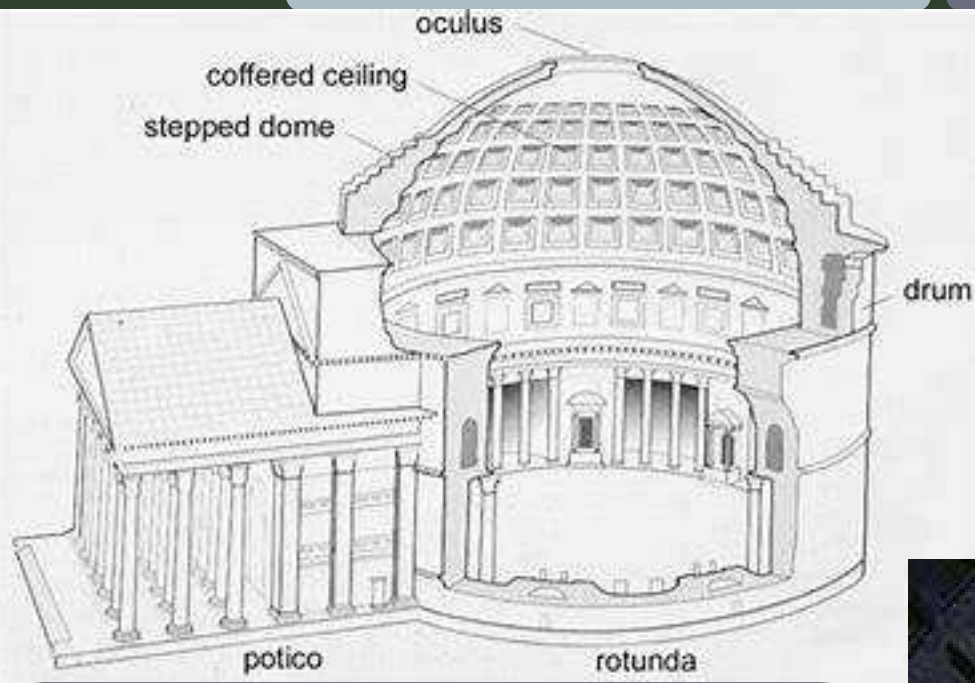 oculus
coffered ceiling
stepped dome
drum
potico
rotunda